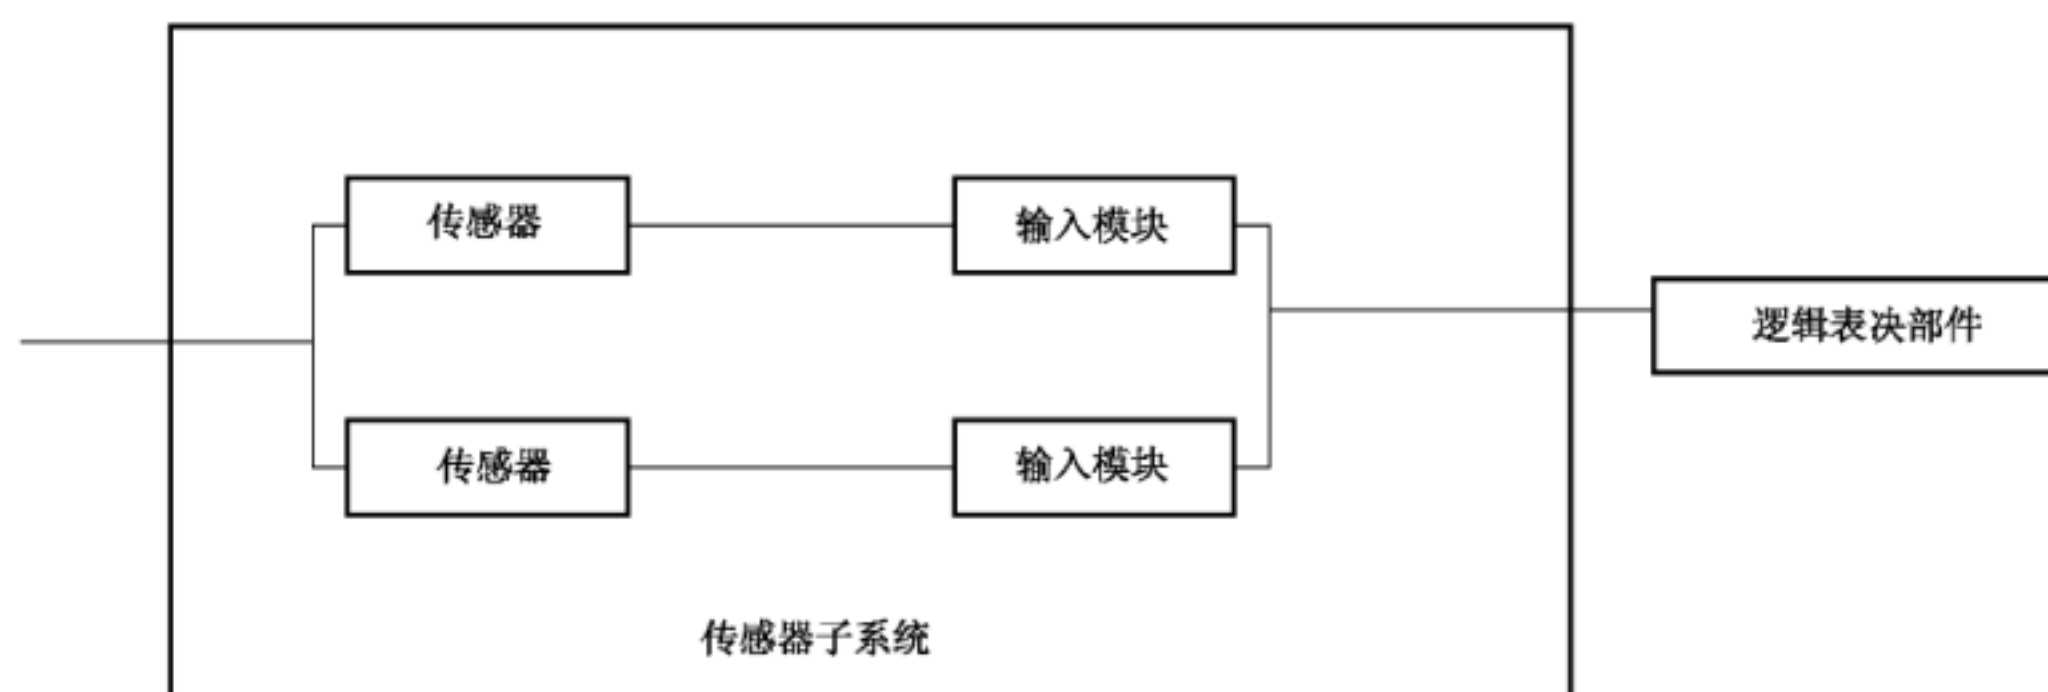 传感器
输入模块
逻辑表决部件
传感器
输入模块
传感器子系统